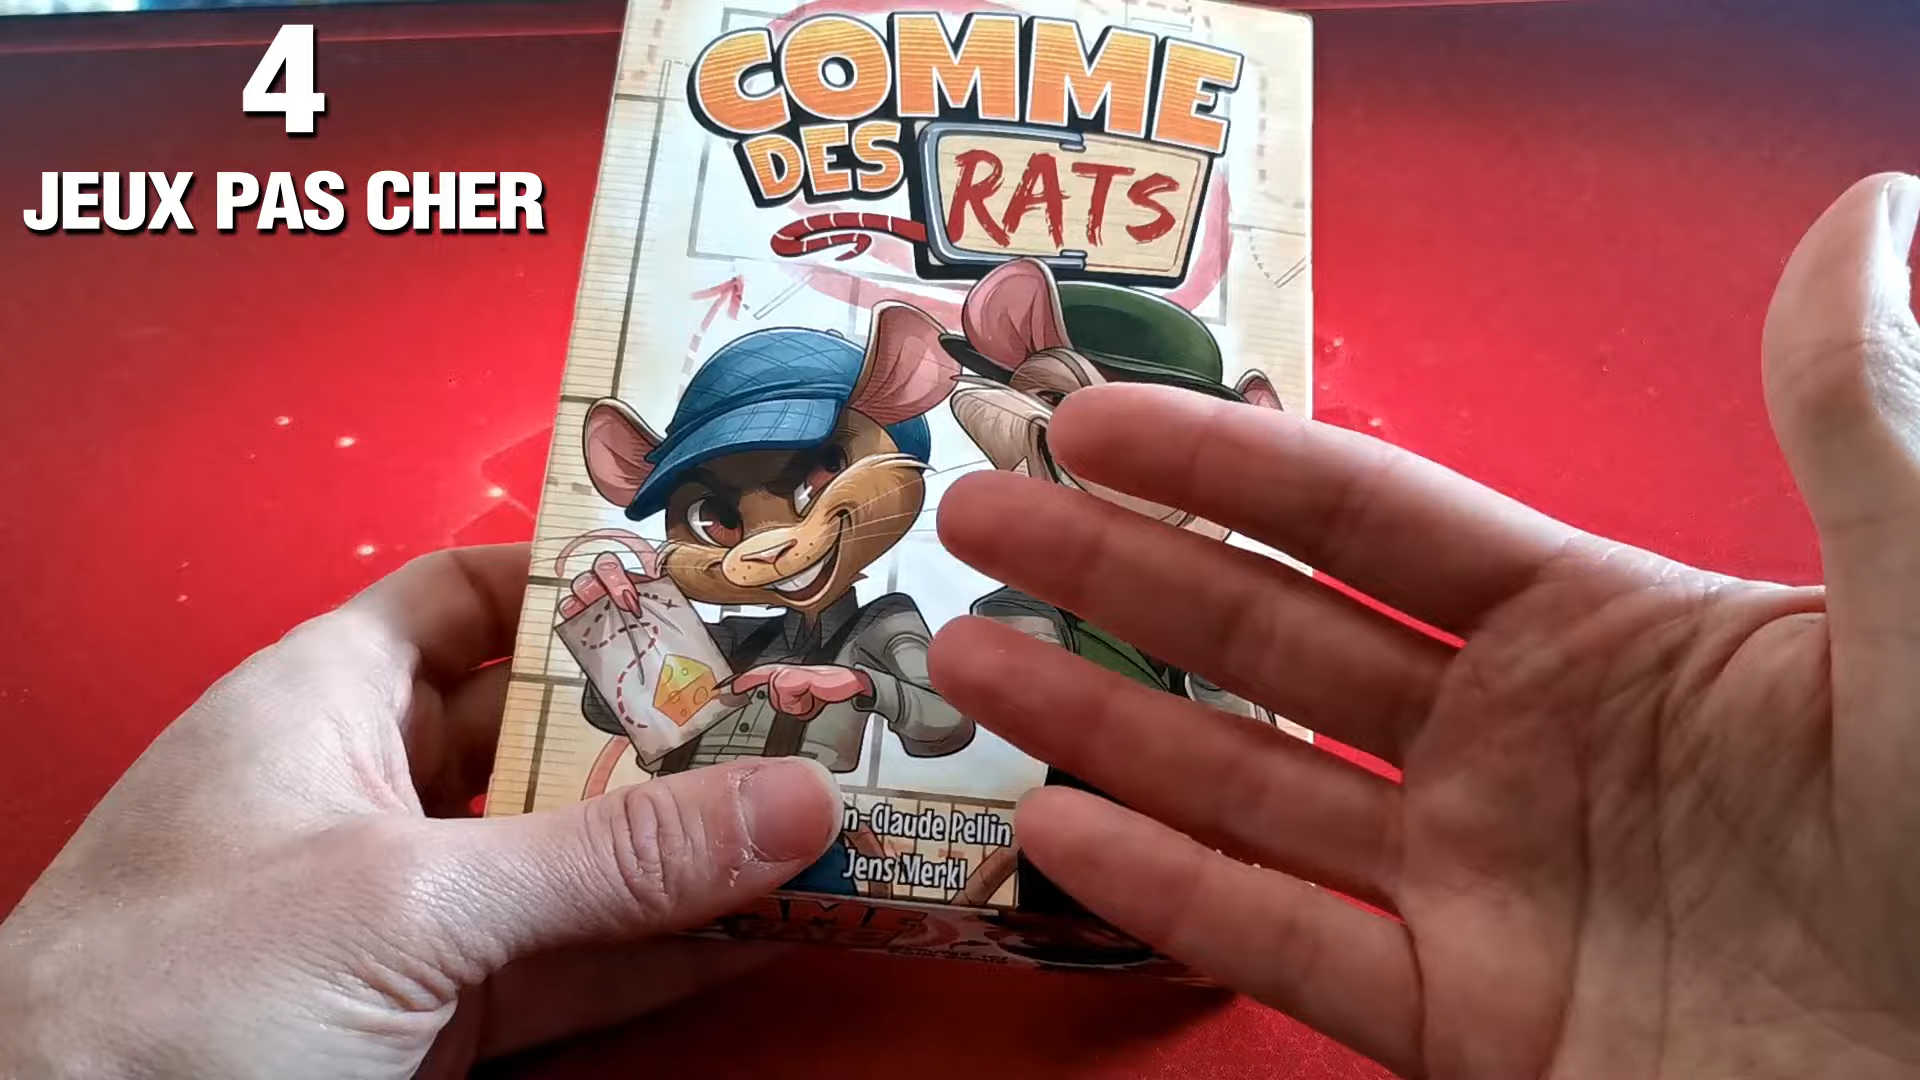 4
JEUX PAS CHER
COMME
DES RATS
n-Claude Pellin
Jens Merkl